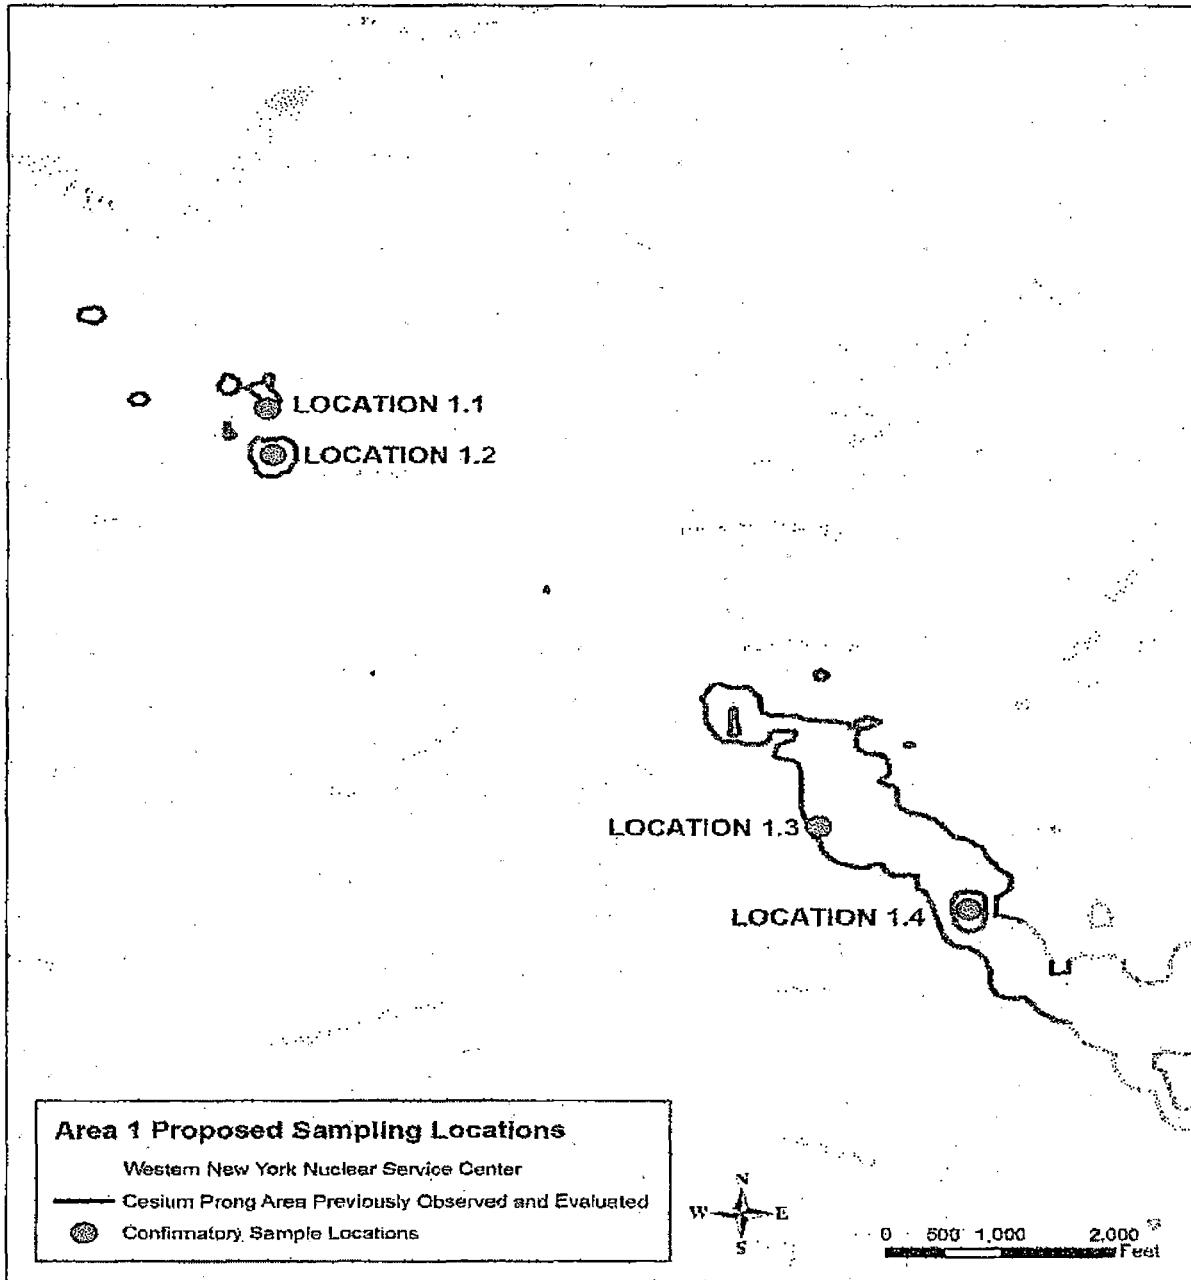 LOCATION 1.1
LOCATION 1.2
LOCATION 1.3
LOCATION 1.4
Area 1 Proposed Sampling Locations
Western New York Nuclear Service Center
Cesium Prong Area Previously Observed and Evaluated
Confirmatory Sample Locations
N
W E
S
0 500 1,000 2,000
Feet